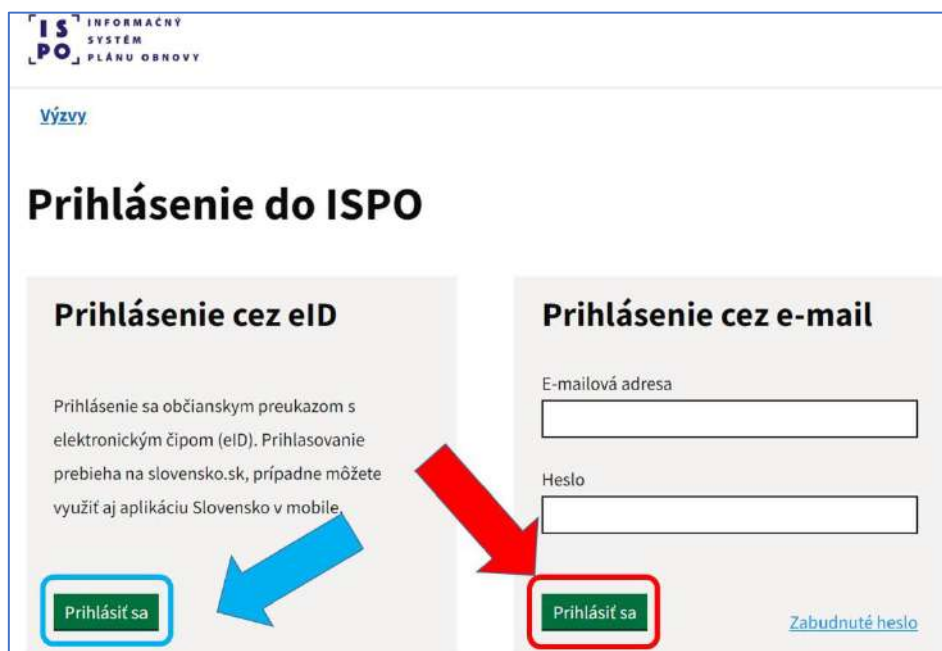 IS INFORMAČNÝ
SYSTÉM
PO PLÁNU OBNOVY
Výzvy
Prihlásenie do ISPO
Prihlásenie cez eID
Prihlásenie sa občianskym preukazom s
elektronickým čipom (eID). Prihlasovanie
prebieha na slovensko.sk, prípadne môžete
využiť aj aplikáciu Slovensko v mobile.
Prihlásiť sa
Prihlásenie cez e-mail
E-mailová adresa
Heslo
Prihlásiť sa
Zabudnuté heslo